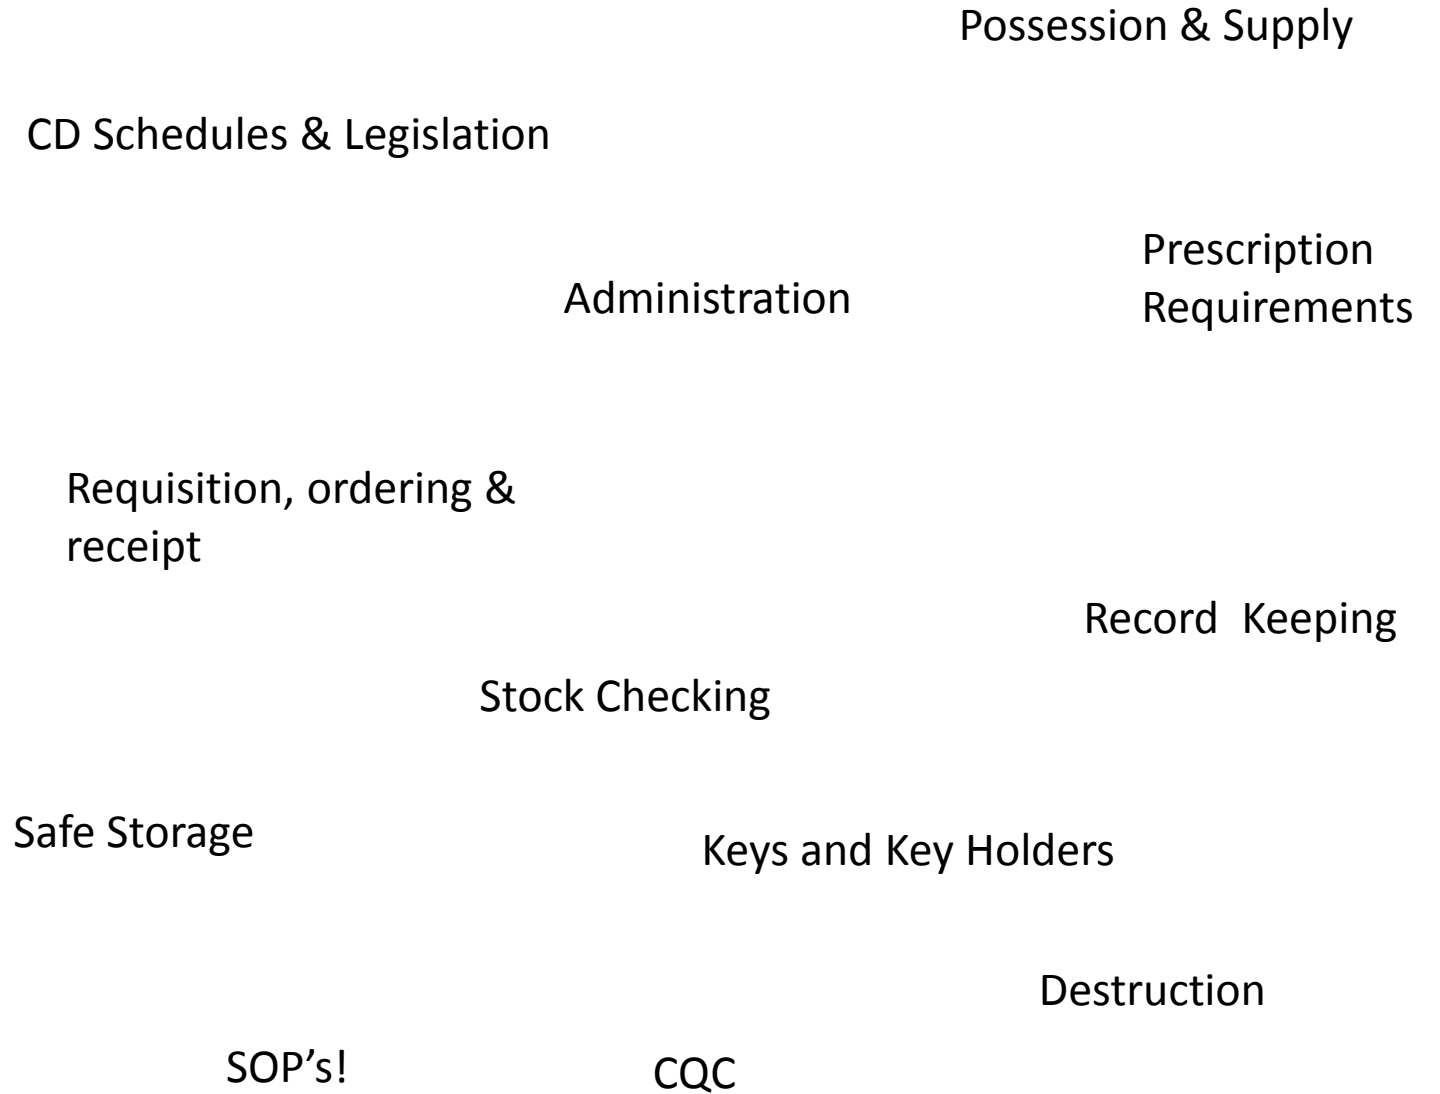 Possession & Supply
CD Schedules & Legislation
Prescription
Requirements
Administration
Requisition, ordering &
receipt
Record  Keeping
Stock Checking
Safe Storage
Keys and Key Holders
Destruction
SOP’s!
CQC